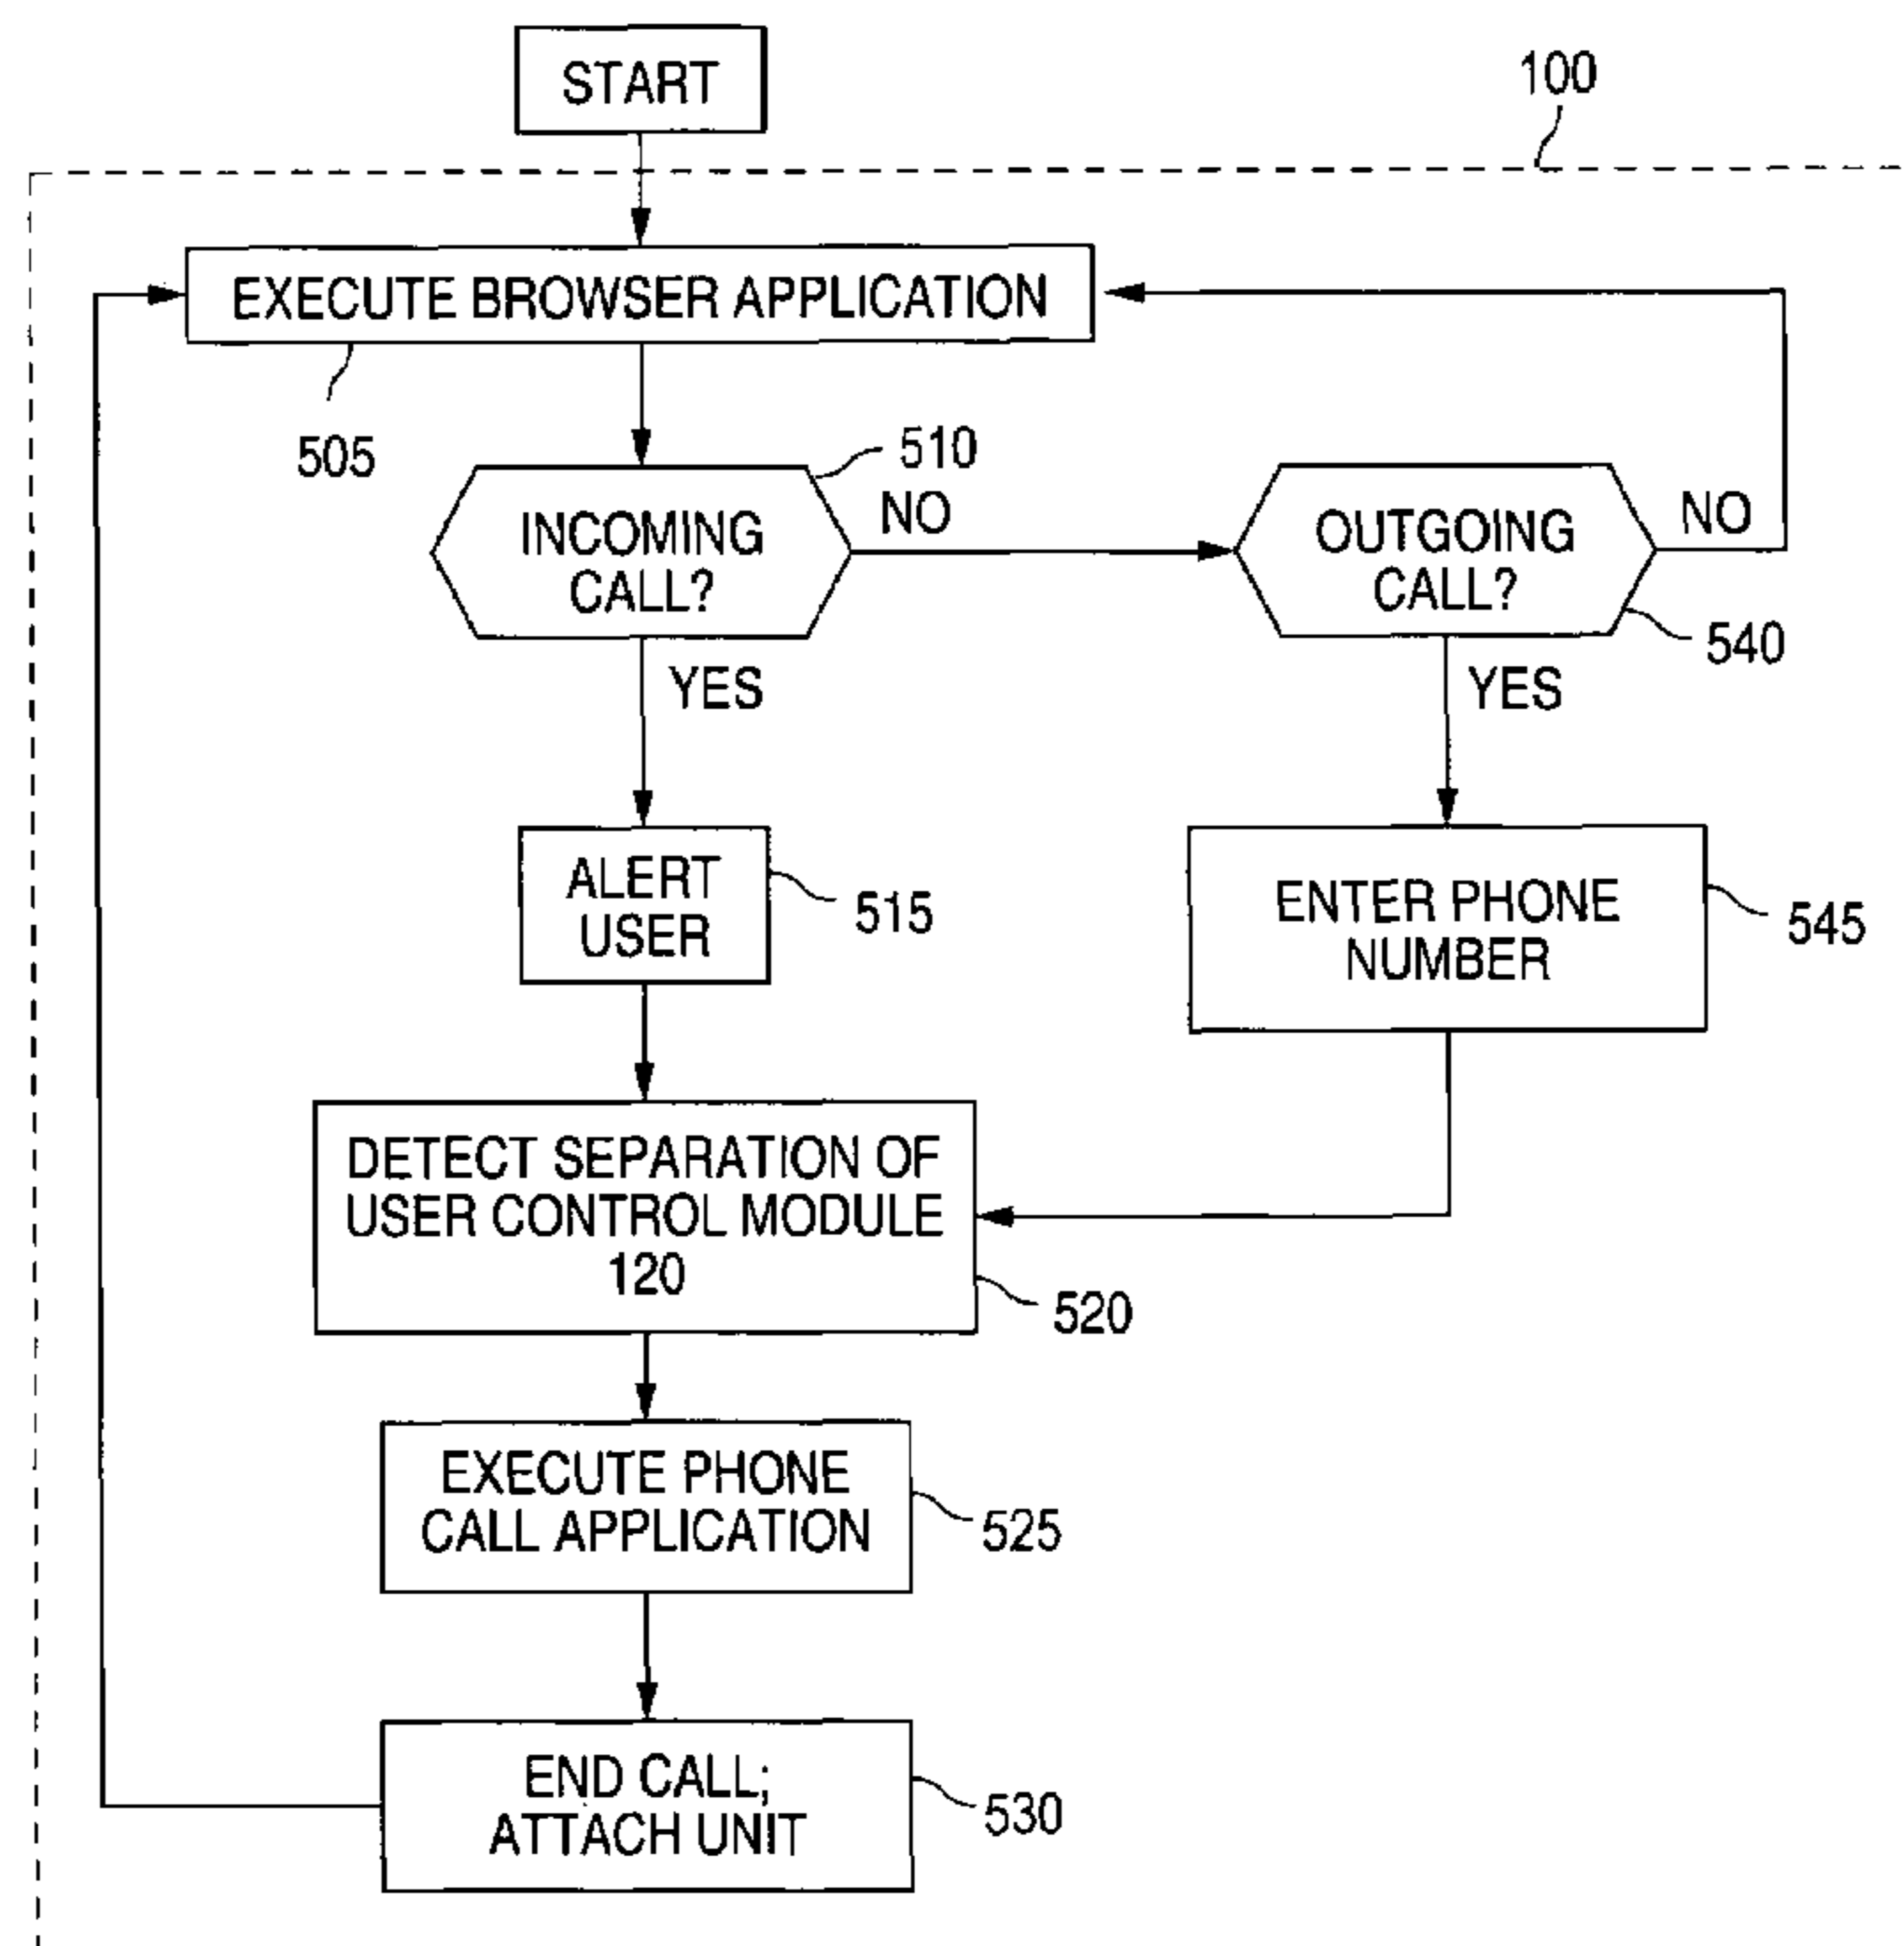 START
100
EXECUTE BROWSER APPLICATION
505
510
INCOMING
CALL?
NO
OUTGOING
CALL?
NO
540
YES
YES
ALERT
USER
515
ENTER PHONE
NUMBER
545
DETECT SEPARATION OF
USER CONTROL MODULE
120
520
EXECUTE PHONE
CALL APPLICATION
525
END CALL;
ATTACH UNIT
530